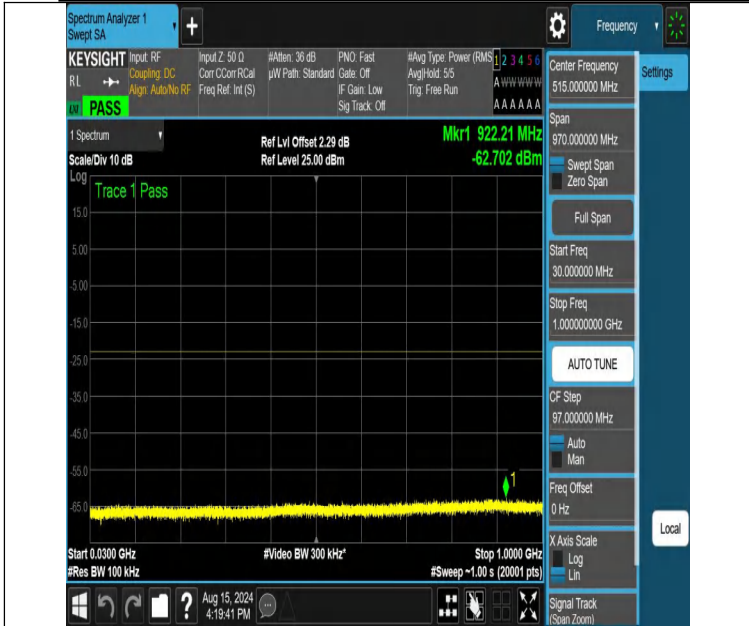 Spectrum Analyzer 1
Swept SA
+
Frequency
KEYSIGHT
RL
LXI PASS
Input: RF
Coupling: DC
Align: Auto/No RF
Input Z: 50 Ω
Corr CCorr RCal
Freq Ref: Int (S)
#Atten: 36 dB
µW Path: Standard
PNO: Fast
Gate: Off
IF Gain: Low
Sig Track: Off
#Avg Type: Power (RMS
Avg|Hold: 5/5
Trig: Free Run
1 2 3 4 5 6
A W W W W W
A A A A A A
1 Spectrum
Scale/Div 10 dB
Ref Lvl Offset 2.29 dB
Ref Level 25.00 dBm
Mkr1 922.21 MHz
-62.702 dBm
Log
Trace 1 Pass
15.0
5.00
-5.00
-15.0
-25.0
-35.0
-45.0
-55.0
-65.0
1
Start 0.0300 GHz
#Res BW 100 kHz
#Video BW 300 kHz*
Stop 1.0000 GHz
#Sweep ~1.00 s (20001 pts)
Center Frequency
515.000000 MHz
Settings
Span
970.000000 MHz
Swept Span
Zero Span
Full Span
Start Freq
30.000000 MHz
Stop Freq
1.000000000 GHz
AUTO TUNE
CF Step
97.000000 MHz
Auto
Man
Freq Offset
0 Hz
X Axis Scale
Log
Lin
Local
Signal Track
(Span Zoom)
?
Aug 15, 2024
4:19:41 PM